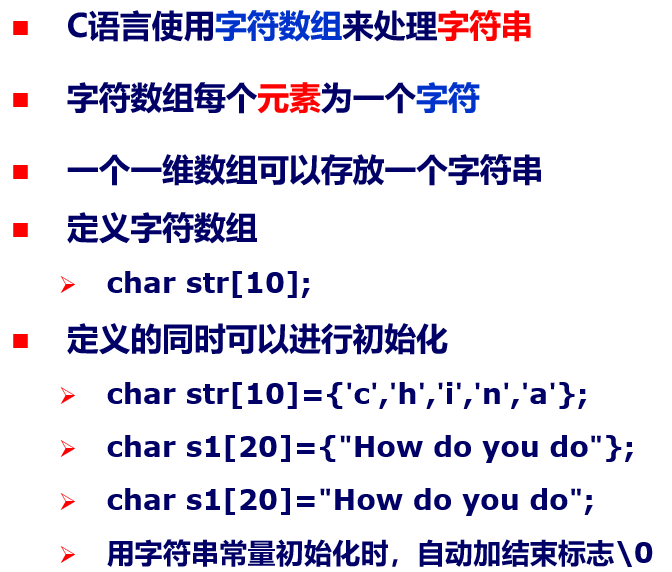 C语言使用字符数组来处理字符串
字符数组每个元素为一个字符
一个一维数组可以存放一个字符串
定义字符数组
char str[10];
定义的同时可以进行初始化
char str[10]={'c','h','i','n','a'};
char s1[20]={"How do you do"};
char s1[20]="How do you do";
用字符串常量初始化时，自动加结束标志\0